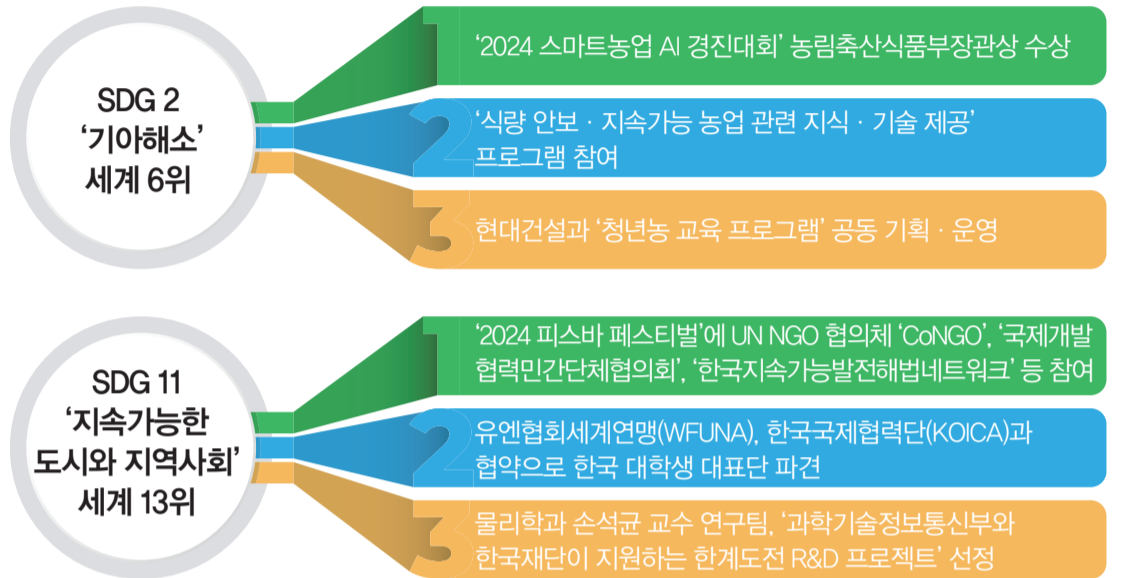 SDG 2
‘기아해소’
세계 6위
1
‘2024 스마트농업 AI 경진대회’ 농림축산식품부장관상 수상
2
‘식량 안보 · 지속가능 농업 관련 지식 · 기술 제공’
프로그램 참여
3
현대건설과 ‘청년농 교육 프로그램’ 공동 기획 · 운영
SDG 11
‘지속가능한
도시와 지역사회’
세계 13위
1
‘2024 피스바 페스티벌’에 UN NGO 협의체 ‘CoNGO’, ‘국제개발
협력민간단체협의회’, ‘한국지속가능발전해법네트워크’ 등 참여
2
유엔협회세계연맹(WFUNA), 한국국제협력단(KOICA)과
협약으로 한국 대학생 대표단 파견
3
물리학과 손석균 교수 연구팀, ‘과학기술정보통신부와
한국재단이 지원하는 한계도전 R&D 프로젝트’ 선정